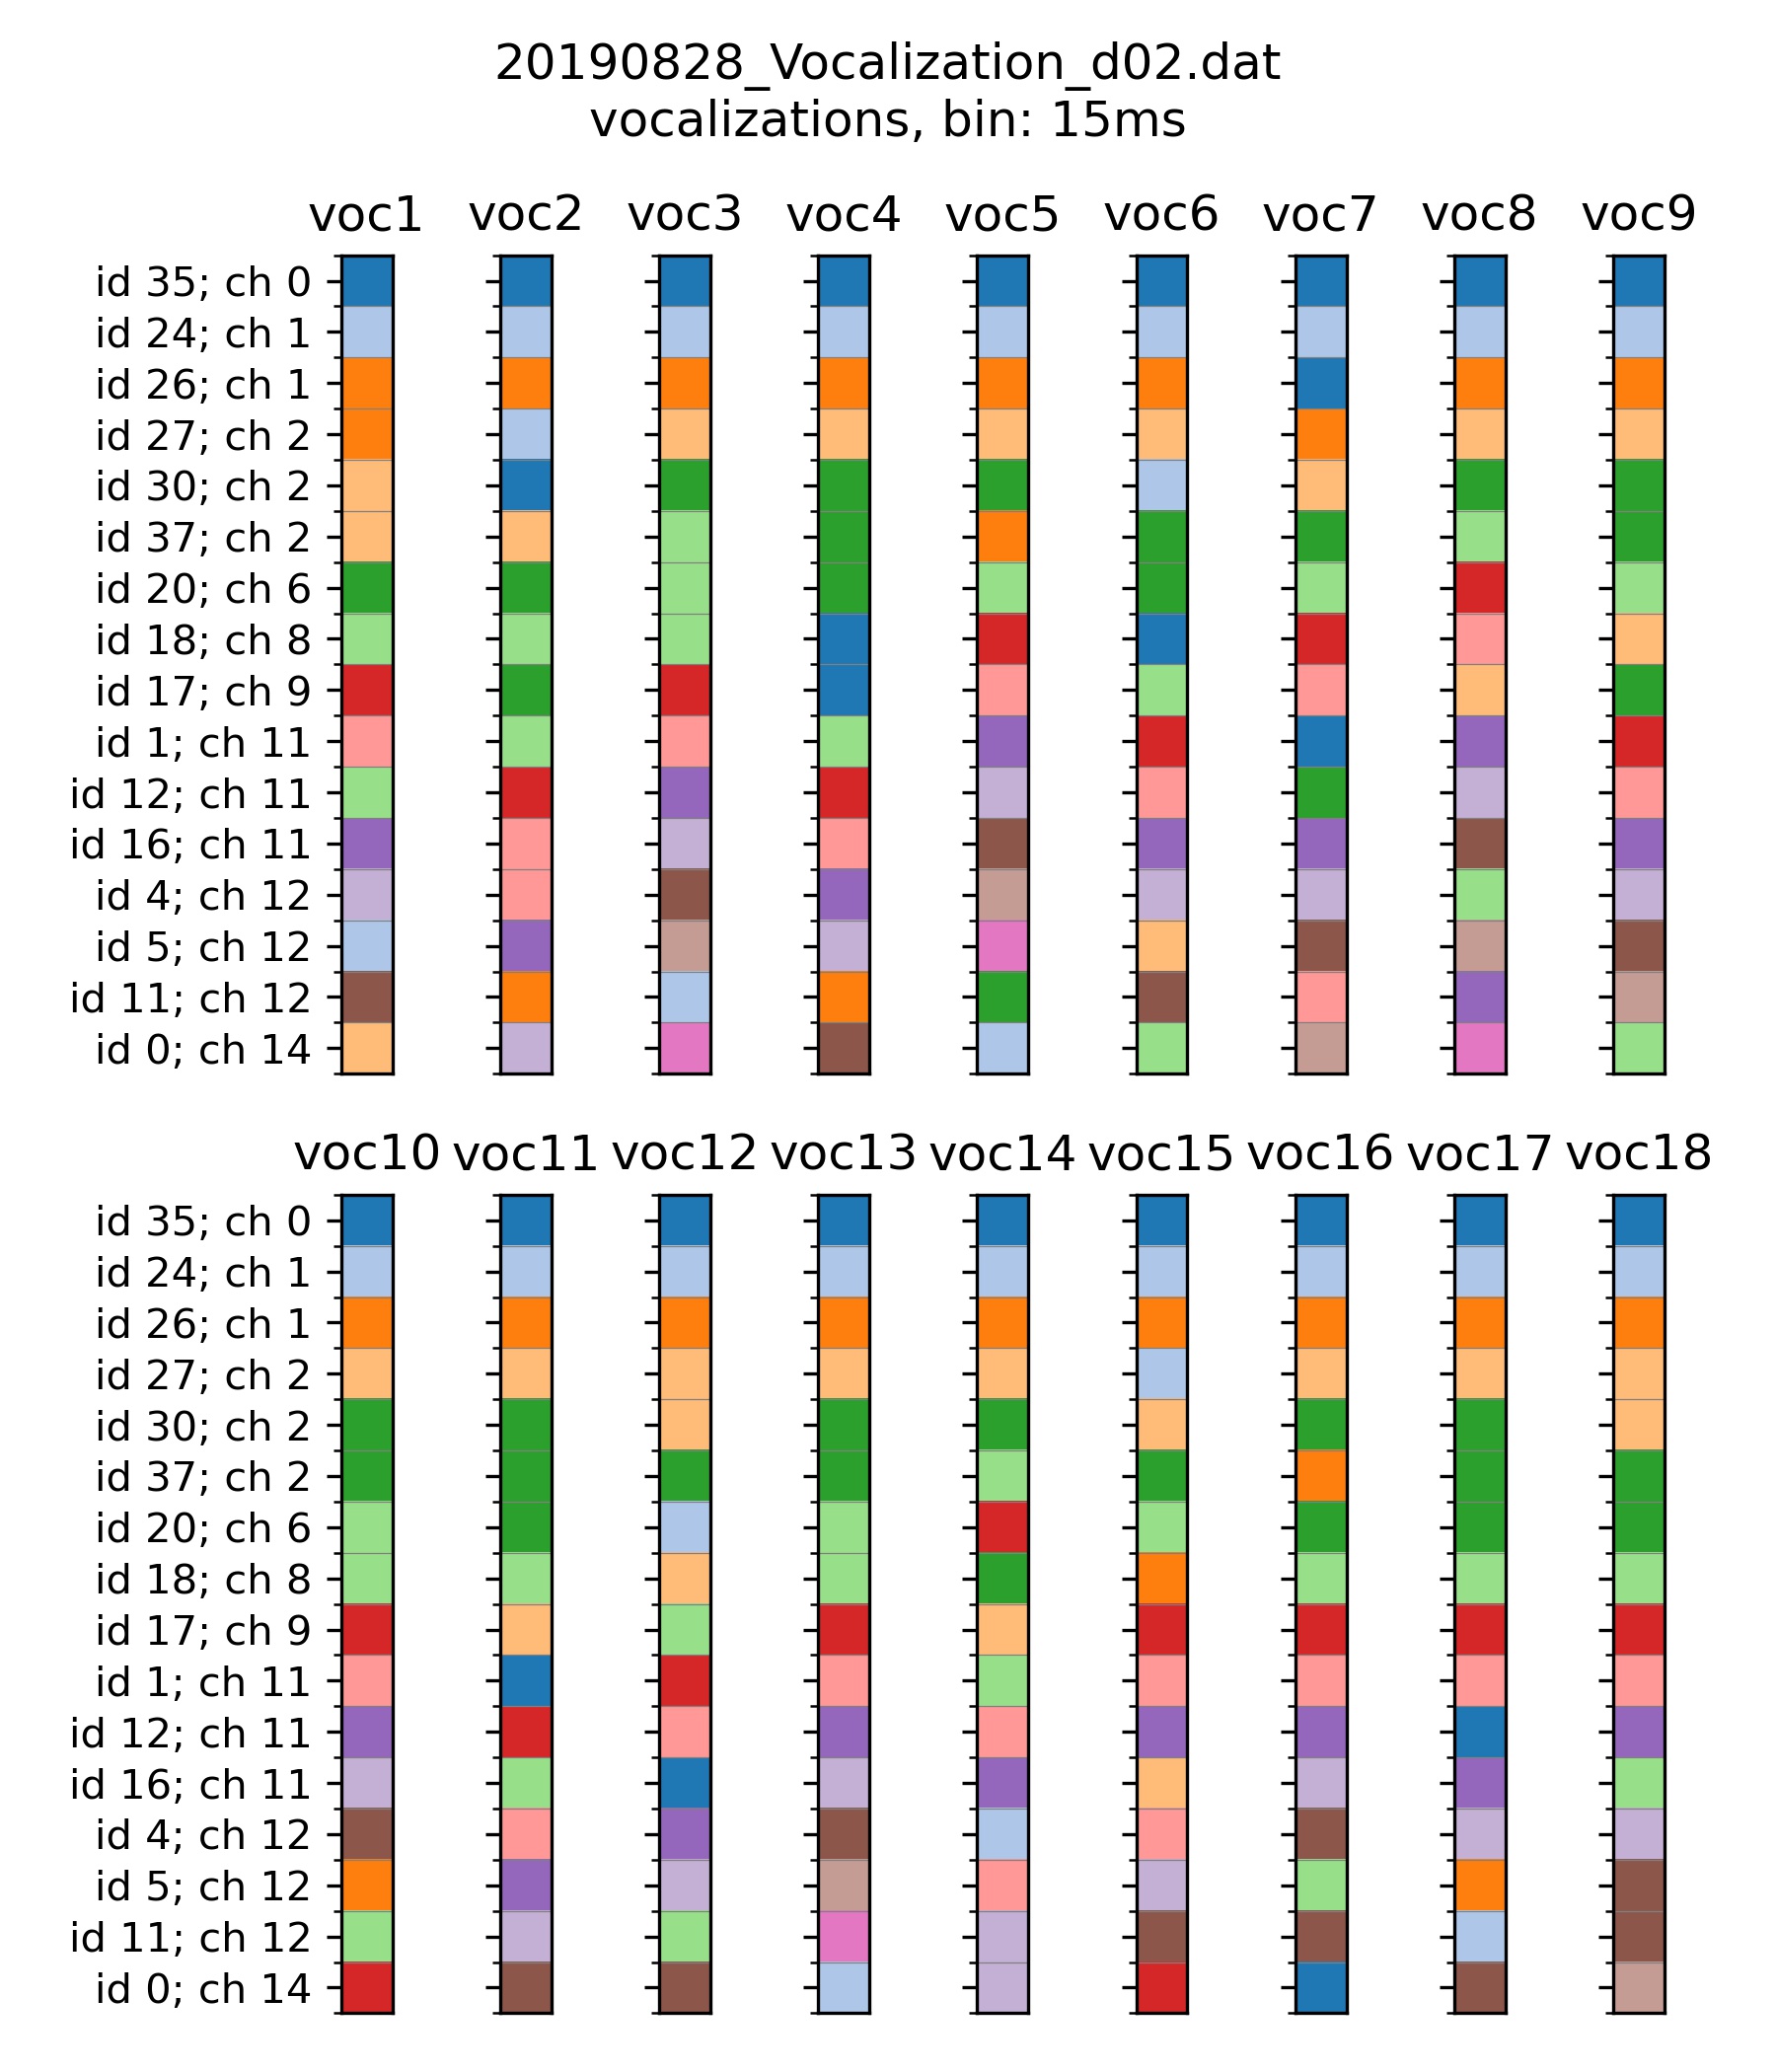 20190828_Vocalization_d02.dat
vocalizations, bin: 15ms
voc1 voc2 voc3 voc4 voc5 voc6 voc7 voc8 voc9
id 35; ch 0
id 24; ch 1
id 26; ch 1
id 27; ch 2
id 30; ch 2
id 37; ch 2
id 20; ch 6
id 18; ch 8
id 17; ch 9
id 1; ch 11
id 12; ch 11
id 16; ch 11
id 4; ch 12
id 5; ch 12
id 11; ch 12
id 0; ch 14
voc10 voc11 voc12 voc13 voc14 voc15 voc16 voc17 voc18
id 35; ch 0
id 24; ch 1
id 26; ch 1
id 27; ch 2
id 30; ch 2
id 37; ch 2
id 20; ch 6
id 18; ch 8
id 17; ch 9
id 1; ch 11
id 12; ch 11
id 16; ch 11
id 4; ch 12
id 5; ch 12
id 11; ch 12
id 0; ch 14